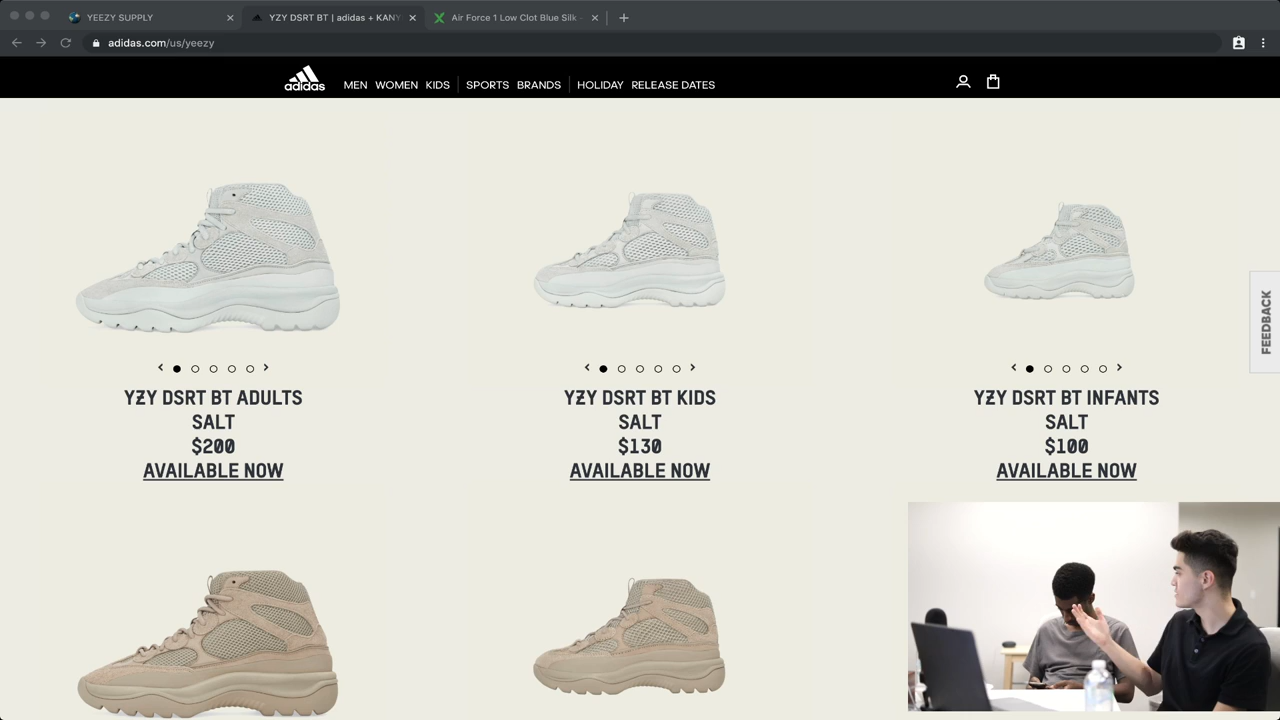 YEEZY SUPPLY
YZY DSRT BT | adidas + KANY
Air Force 1 Low Clot Blue Silk -
adidas.com/us/yeezy
adidas
MEN WOMEN KIDS SPORTS BRANDS HOLIDAY RELEASE DATES
FEEDBACK
YZY DSRT BT ADULTS
SALT
$200
AVAILABLE NOW
YZY DSRT BT KIDS
SALT
$130
AVAILABLE NOW
YZY DSRT BT INFANTS
SALT
$100
AVAILABLE NOW